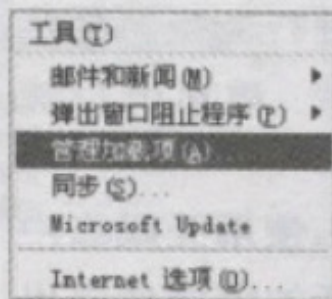 工具(T)
邮件和新闻(M)
弹出窗口阻止程序(P)
管理加载项(A)...
同步(S)...
Microsoft Update
Internet 选项(O)...